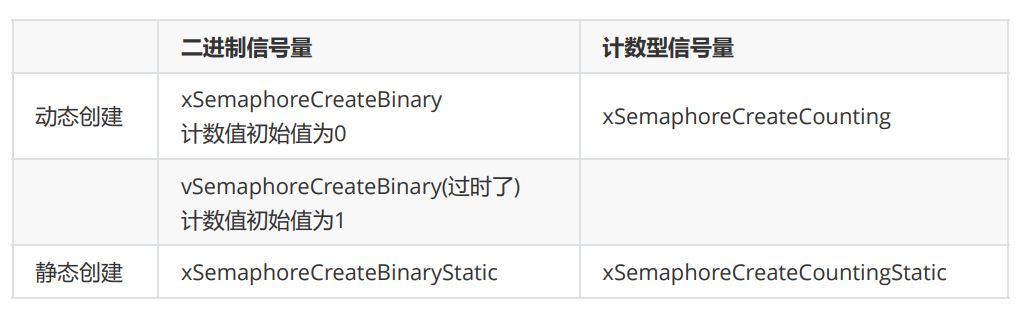 二进制信号量
计数型信号量
动态创建
xSemaphoreCreateBinary
计数值初始值为0
xSemaphoreCreateCounting
vSemaphoreCreateBinary(过时了)
计数值初始值为1
静态创建
xSemaphoreCreateBinaryStatic
xSemaphoreCreateCountingStatic